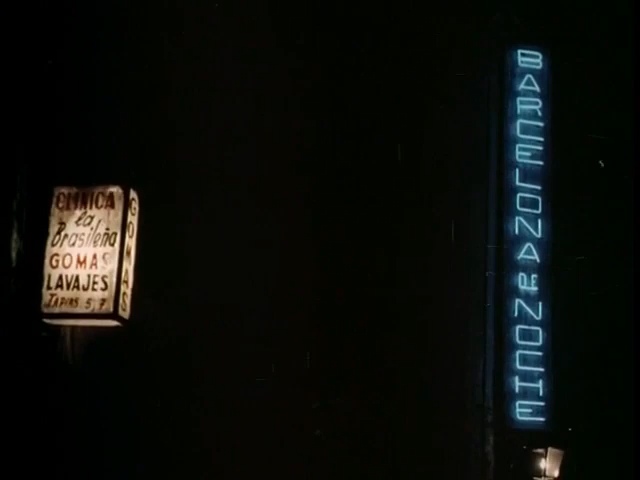 CLINICA
la
Brasileña
GOMAS
LAVAJES
TAPIAS 5, 7
GOMAS
BARCELONA DE NOCHE